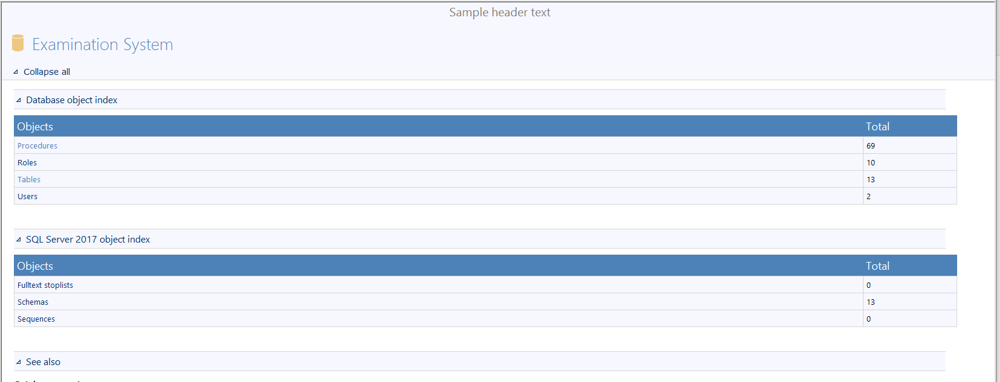 Sample header text
Examination System
Collapse all
Database object index
Objects Total
Procedures 69
Roles 10
Tables 13
Users 2
SQL Server 2017 object index
Objects Total
Fulltext stoplists 0
Schemas 13
Sequences 0
See also